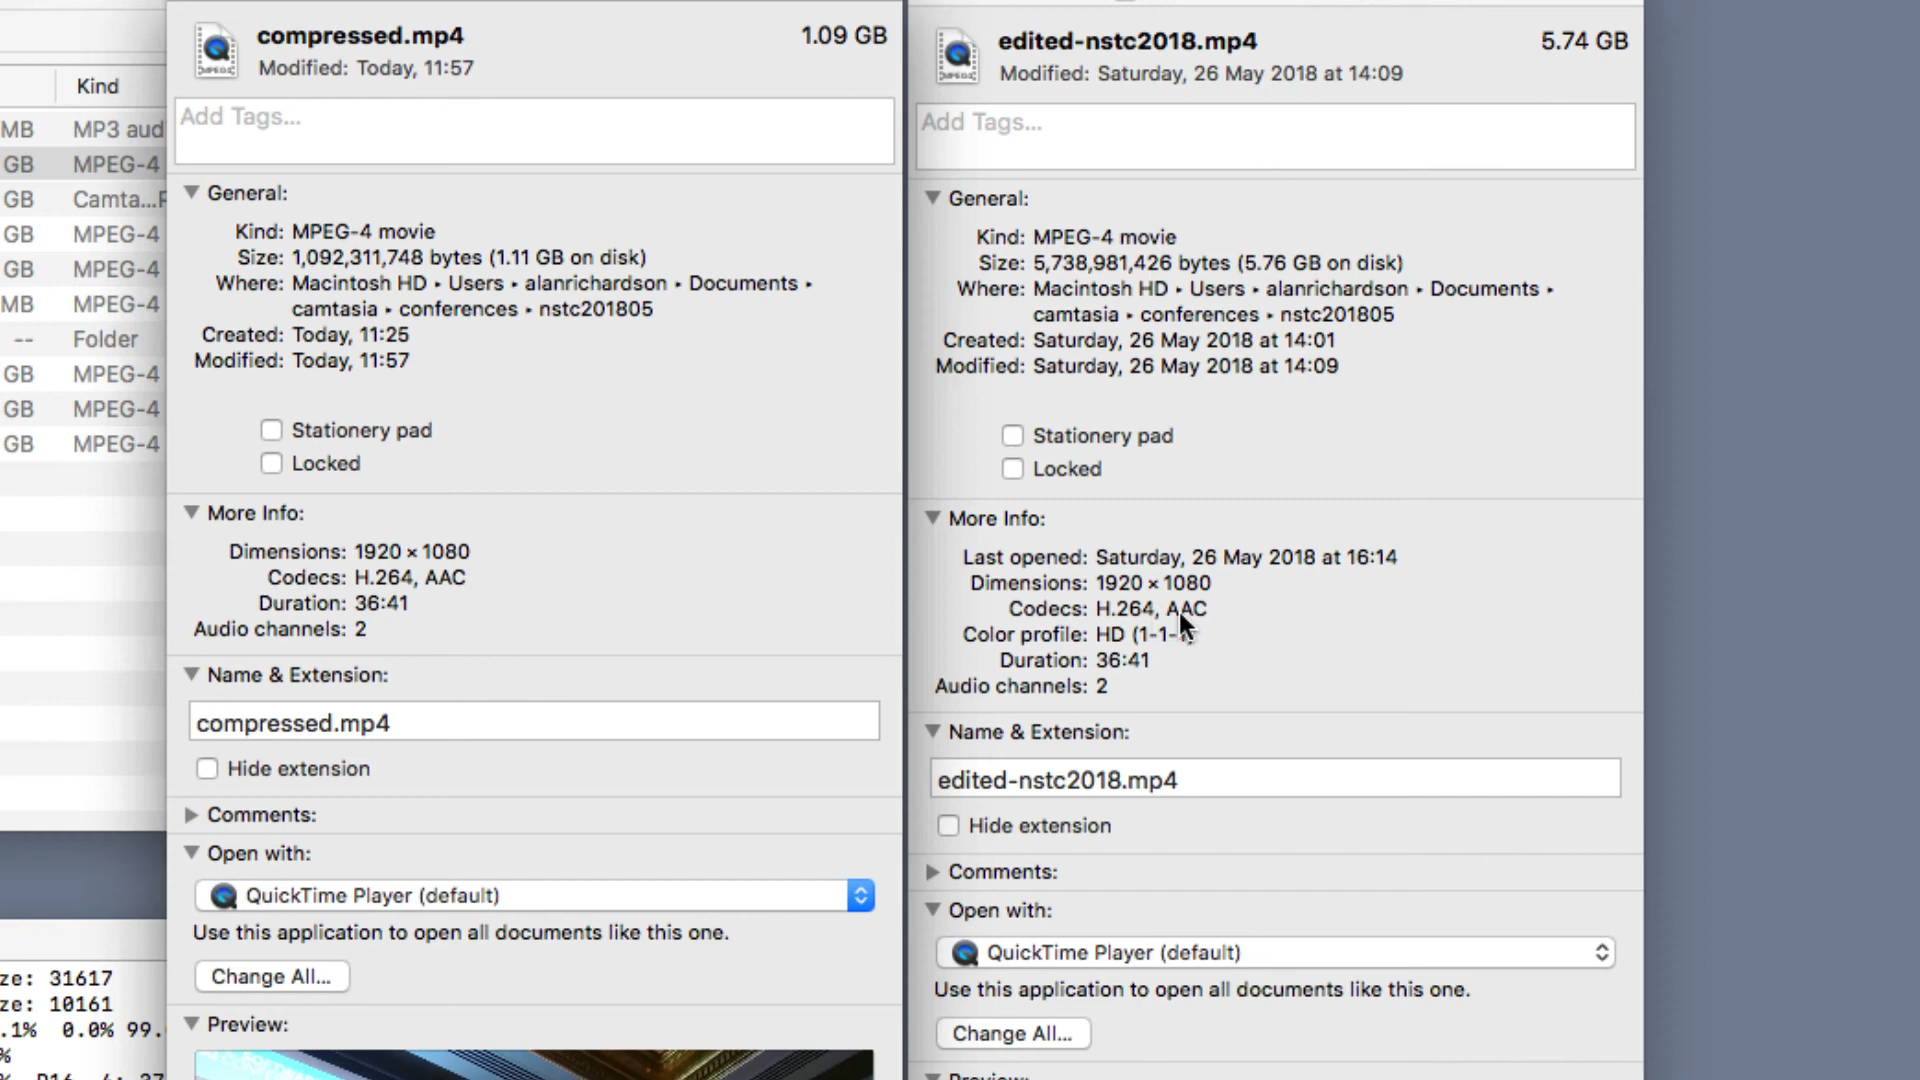 Kind
MB MP3 aud
GB MPEG-4
GB Camta...F
GB MPEG-4
GB MPEG-4
MB MPEG-4
-- Folder
GB MPEG-4
GB MPEG-4
GB MPEG-4
ze: 31617
ze: 10161
.1% 0.0% 99.
%
compressed.mp4 1.09 GB
Modified: Today, 11:57
Add Tags...
General:
Kind: MPEG-4 movie
Size: 1,092,311,748 bytes (1.11 GB on disk)
Where: Macintosh HD ▸ Users ▸ alanrichardson ▸ Documents ▸
camtasia ▸ conferences ▸ nstc201805
Created: Today, 11:25
Modified: Today, 11:57
Stationery pad
Locked
More Info:
Dimensions: 1920 × 1080
Codecs: H.264, AAC
Duration: 36:41
Audio channels: 2
Name & Extension:
compressed.mp4
Hide extension
Comments:
Open with:
QuickTime Player (default)
Use this application to open all documents like this one.
Change All...
Preview:
edited-nstc2018.mp4 5.74 GB
Modified: Saturday, 26 May 2018 at 14:09
Add Tags...
General:
Kind: MPEG-4 movie
Size: 5,738,981,426 bytes (5.76 GB on disk)
Where: Macintosh HD ▸ Users ▸ alanrichardson ▸ Documents ▸
camtasia ▸ conferences ▸ nstc201805
Created: Saturday, 26 May 2018 at 14:01
Modified: Saturday, 26 May 2018 at 14:09
Stationery pad
Locked
More Info:
Last opened: Saturday, 26 May 2018 at 16:14
Dimensions: 1920 × 1080
Codecs: H.264, AAC
Color profile: HD (1-1-
Duration: 36:41
Audio channels: 2
Name & Extension:
edited-nstc2018.mp4
Hide extension
Comments:
Open with:
QuickTime Player (default)
Use this application to open all documents like this one.
Change All...
Preview: